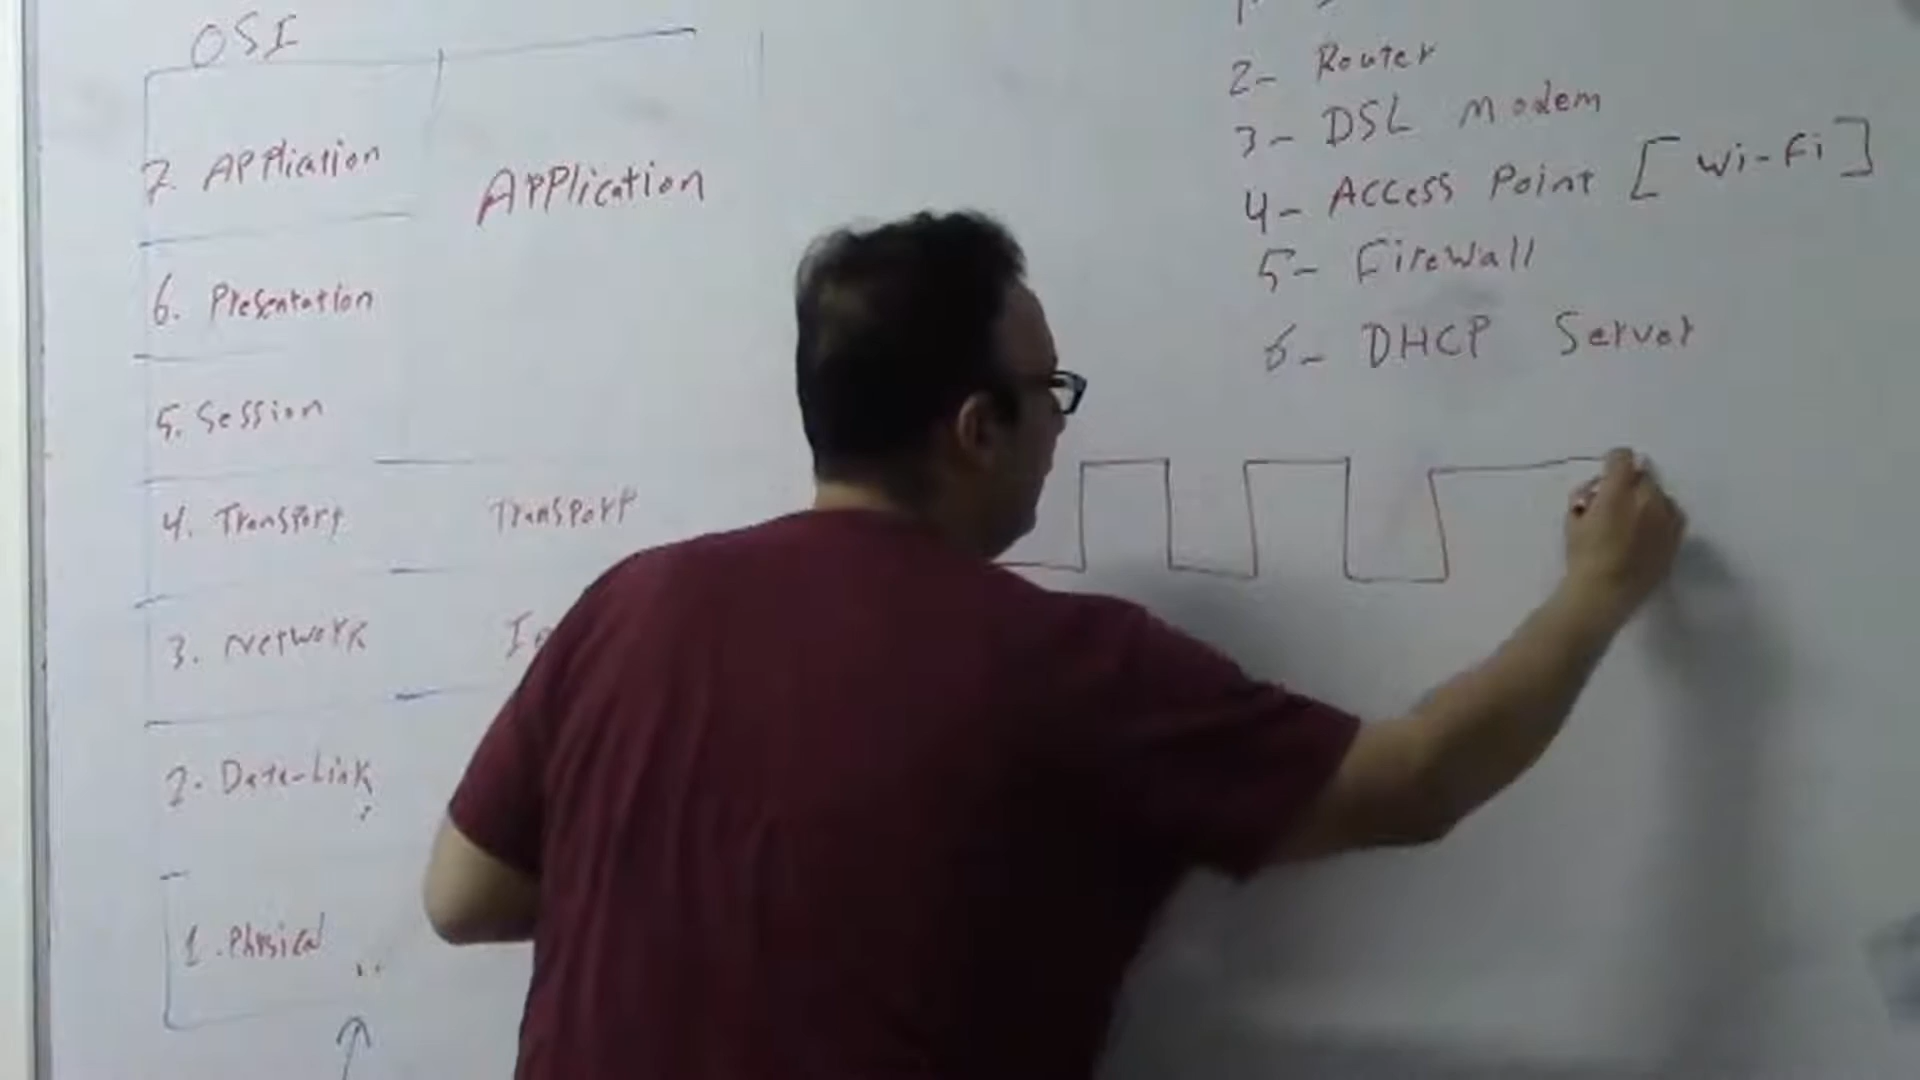 OSI
7. Application
6. Presentation
5. Session
4. Transport
3. Network
2. Data-Link
1. Physical
Application
Transport
2- Router
3- DSL Modem
4- Access Point [Wi-Fi]
5- Firewall
6- DHCP Server